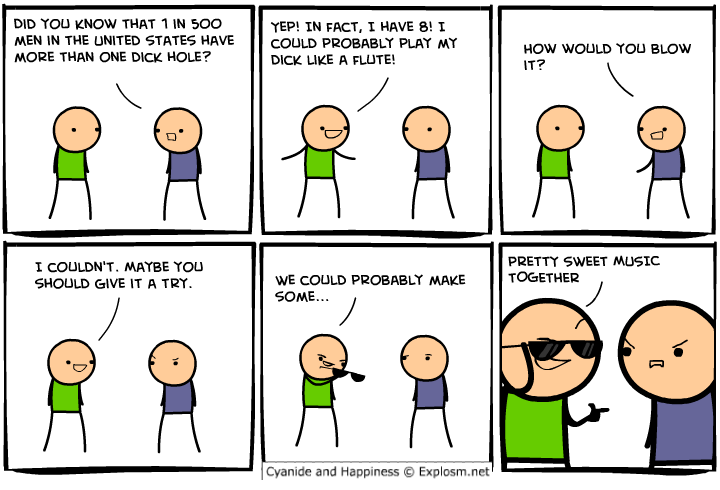 DID YOU KNOW THAT 1 IN 500
MEN IN THE UNITED STATES HAVE
MORE THAN ONE DICK HOLE?
YEP! IN FACT, I HAVE 8! I
COULD PROBABLY PLAY MY
DICK LIKE A FLUTE!
HOW WOULD YOU BLOW
IT?
I COULDN'T. MAYBE YOU
SHOULD GIVE IT A TRY.
WE COULD PROBABLY MAKE
SOME...
PRETTY SWEET MUSIC
TOGETHER
Cyanide and Happiness © Explosm.net